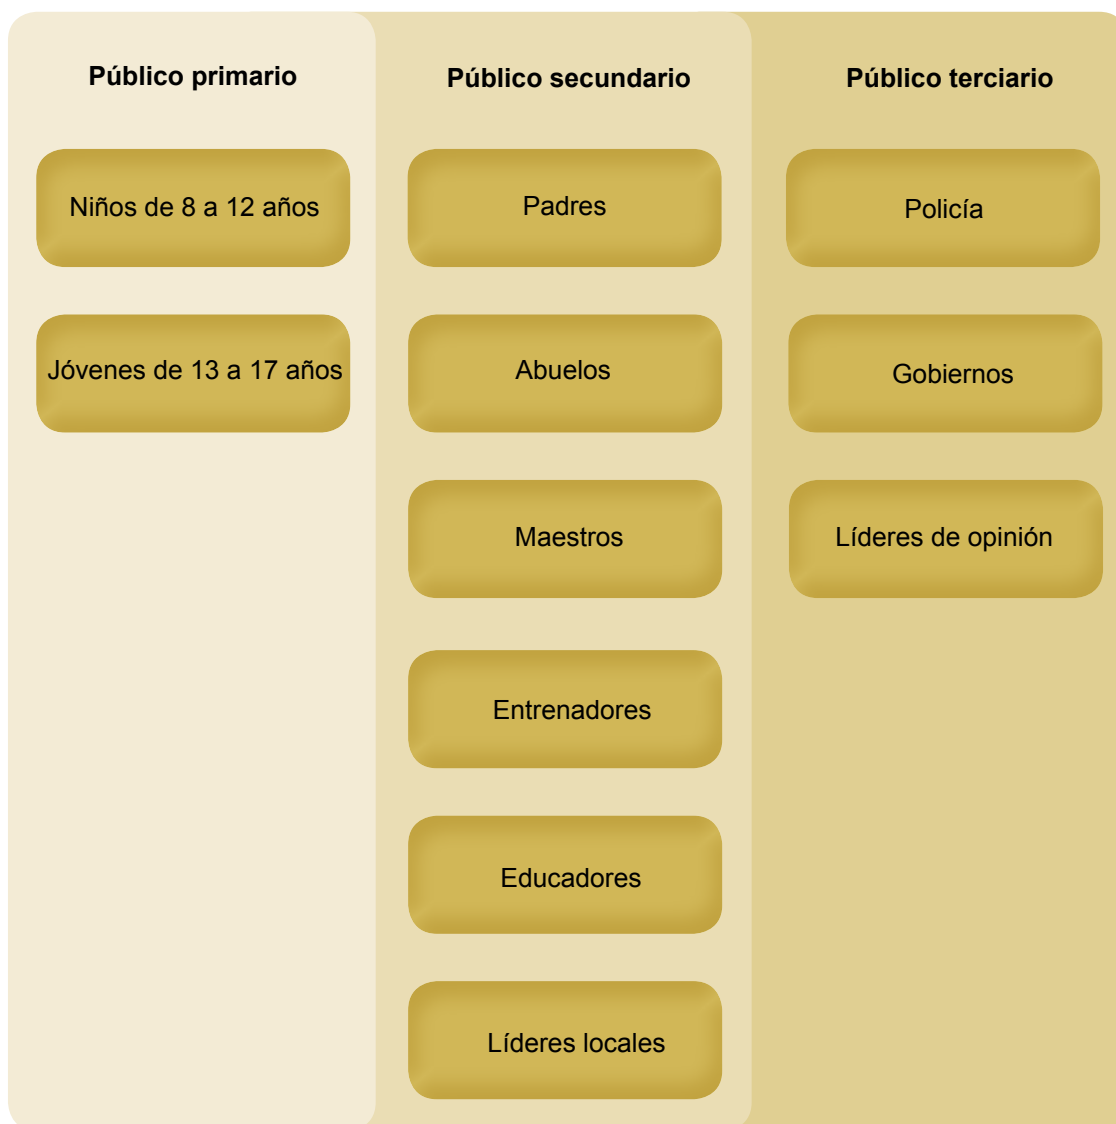 Público primario
Niños de 8 a 12 años
Jóvenes de 13 a 17 años
Público secundario
Padres
Abuelos
Maestros
Entrenadores
Educadores
Líderes locales
Público terciario
Policía
Gobiernos
Líderes de opinión